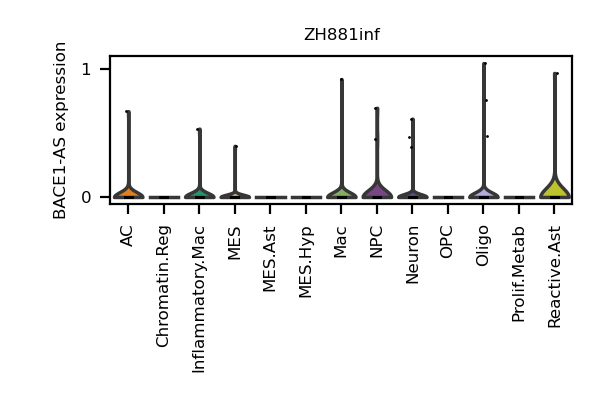 ZH881inf
BACE1-AS expression
1
0
AC
Chromatin.Reg
Inflammatory.Mac
MES
MES.Ast
MES.Hyp
Mac
NPC
Neuron
OPC
Oligo
Prolif.Metab
Reactive.Ast